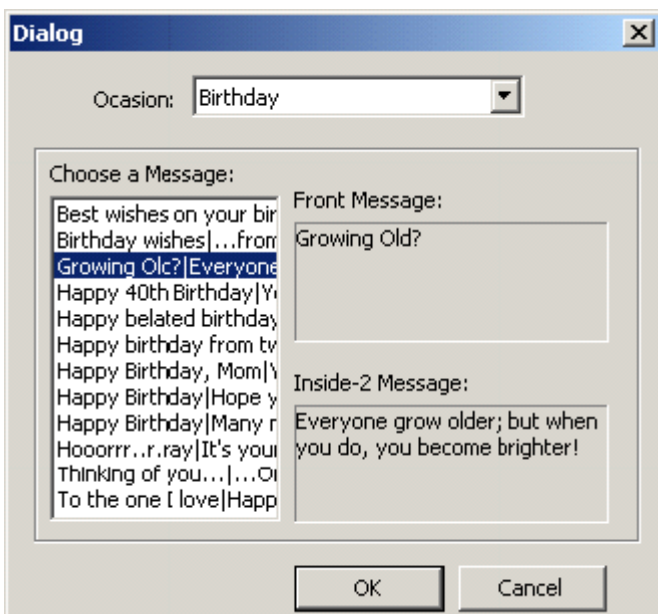 Dialog
Ocasion: Birthday
Choose a Message:
Best wishes on your bir
Birthday wishes|...from
Growing Olc?|Everyone
Happy 40th Birthday|Y
Happy belated birthday
Happy birthday from tw
Happy Birthday, Mom|
Happy Birthday|Hope y
Happy Birthday|Many
Hooorrr..r.ray|It's your
Thinking of you...|...O
To the one I love|Happ
Front Message:
Growing Old?
Inside-2 Message:
Everyone grow older; but when
you do, you become brighter!
OK Cancel